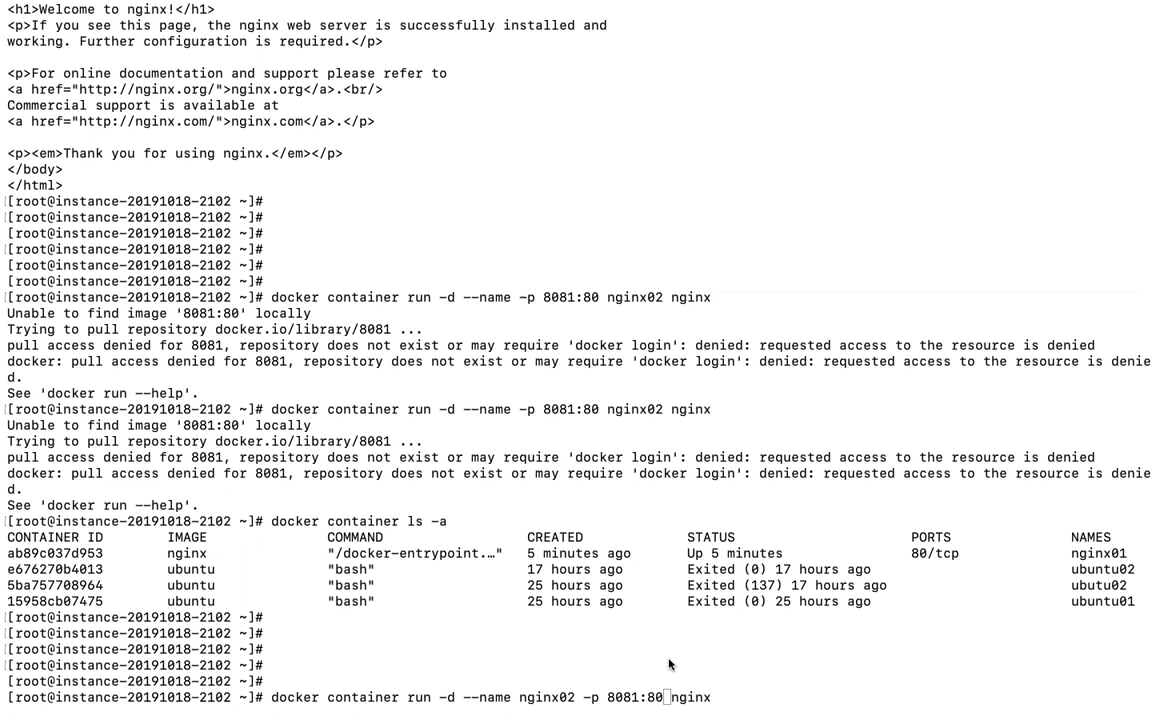 <h1>Welcome to nginx!</h1>
<p>If you see this page, the nginx web server is successfully installed and
working. Further configuration is required.</p>
<p>For online documentation and support please refer to
<a href="http://nginx.org/">nginx.org</a>.<br/>
Commercial support is available at
<a href="http://nginx.com/">nginx.com</a>.</p>
<p><em>Thank you for using nginx.</em></p>
</body>
</html>
[root@instance-20191018-2102 ~]#
[root@instance-20191018-2102 ~]#
[root@instance-20191018-2102 ~]#
[root@instance-20191018-2102 ~]#
[root@instance-20191018-2102 ~]#
[root@instance-20191018-2102 ~]#
[root@instance-20191018-2102 ~]# docker container run -d --name -p 8081:80 nginx02 nginx
Unable to find image '8081:80' locally
Trying to pull repository docker.io/library/8081 ...
pull access denied for 8081, repository does not exist or may require 'docker login': denied: requested access to the resource is denied
docker: pull access denied for 8081, repository does not exist or may require 'docker login': denied: requested access to the resource is denie
d.
See 'docker run --help'.
[root@instance-20191018-2102 ~]# docker container run -d --name -p 8081:80 nginx02 nginx
Unable to find image '8081:80' locally
Trying to pull repository docker.io/library/8081 ...
pull access denied for 8081, repository does not exist or may require 'docker login': denied: requested access to the resource is denied
docker: pull access denied for 8081, repository does not exist or may require 'docker login': denied: requested access to the resource is denie
d.
See 'docker run --help'.
[root@instance-20191018-2102 ~]# docker container ls -a
CONTAINER ID IMAGE COMMAND CREATED STATUS PORTS NAMES
ab89c037d953 nginx "/docker-entrypoint.…" 5 minutes ago Up 5 minutes 80/tcp nginx01
e676270b4013 ubuntu "bash" 17 hours ago Exited (0) 17 hours ago ubuntu02
5ba757708964 ubuntu "bash" 25 hours ago Exited (137) 17 hours ago ubutu02
15958cb07475 ubuntu "bash" 25 hours ago Exited (0) 25 hours ago ubuntu01
[root@instance-20191018-2102 ~]#
[root@instance-20191018-2102 ~]#
[root@instance-20191018-2102 ~]#
[root@instance-20191018-2102 ~]#
[root@instance-20191018-2102 ~]#
[root@instance-20191018-2102 ~]# docker container run -d --name nginx02 -p 8081:80 nginx